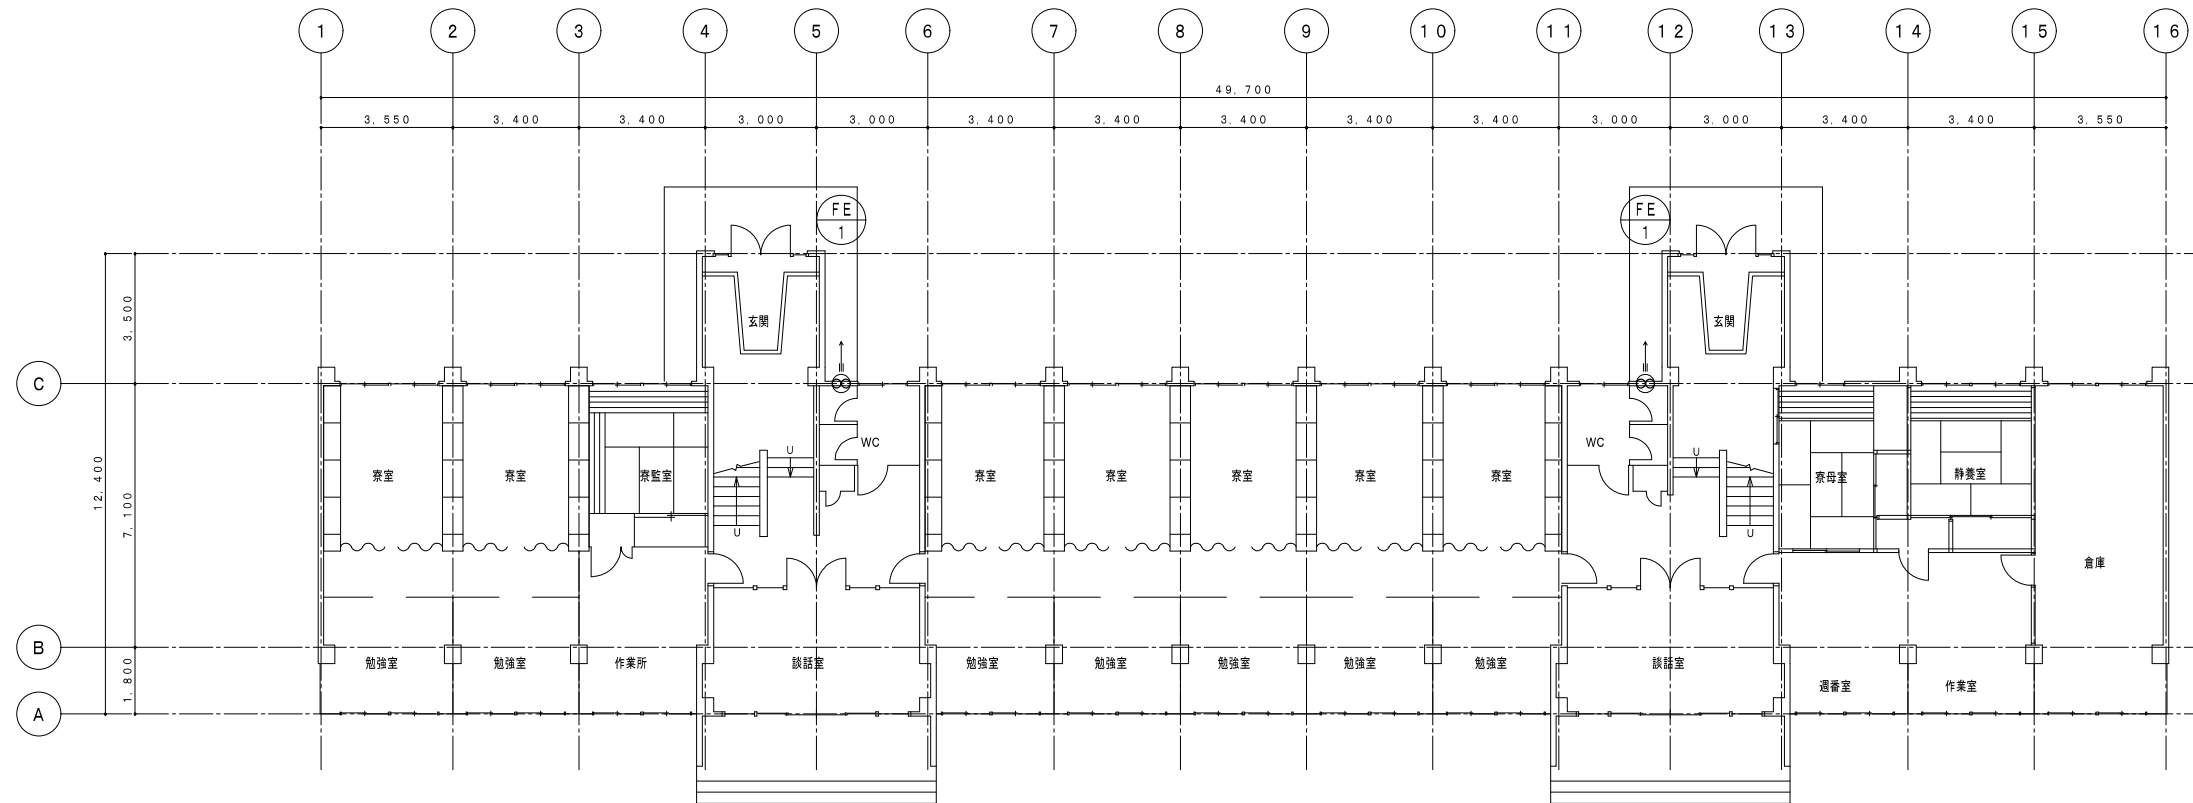 1 2 3 4 5 6 7 8 9 10 11 12 13 14 15 16
49,700
3,550 3,400 3,400 3,000 3,000 3,400 3,400 3,400 3,400 3,400 3,000 3,000 3,400 3,400 3,550
FE FE
1 1
3,500
玄関 玄関
C
WC WC
U U
12,400
7,100
寮室 寮室 寮監室 寮室 寮室 寮室 寮室 寮室 寮母室 静養室
U U
倉庫
B
勉強室 勉強室 作業所 談話室 勉強室 勉強室 勉強室 勉強室 勉強室 談話室
1,800
週番室 作業室
A